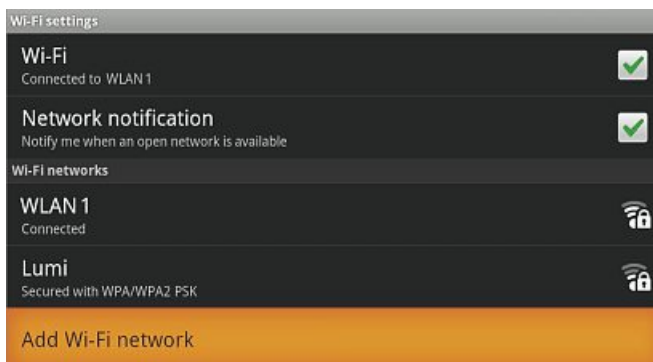 Wi-Fi settings
Wi-Fi
Connected to WLAN 1
Network notification
Notify me when an open network is available
Wi-Fi networks
WLAN 1
Connected
Lumi
Secured with WPA/WPA2 PSK
Add Wi-Fi network